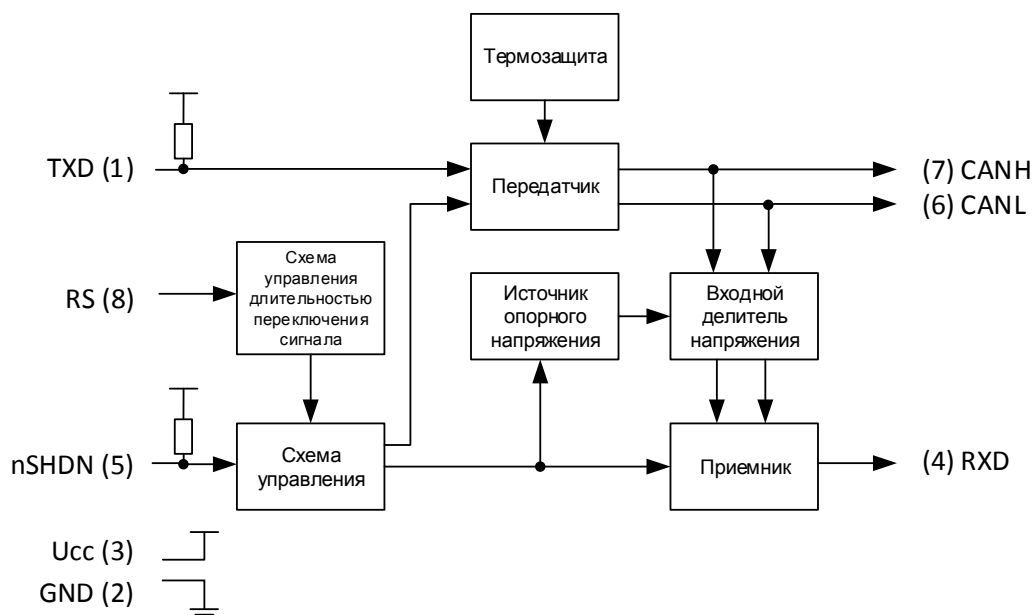 Термозащита
TXD (1)
Передатчик
(7) CANH
(6) CANL
Схема
управления
длительностью
переключения
сигнала
RS (8)
Источник
опорного
напряжения
Входной
делитель
напряжения
nSHDN (5)
Схема
управления
Приемник
(4) RXD
Ucc (3)
GND (2)